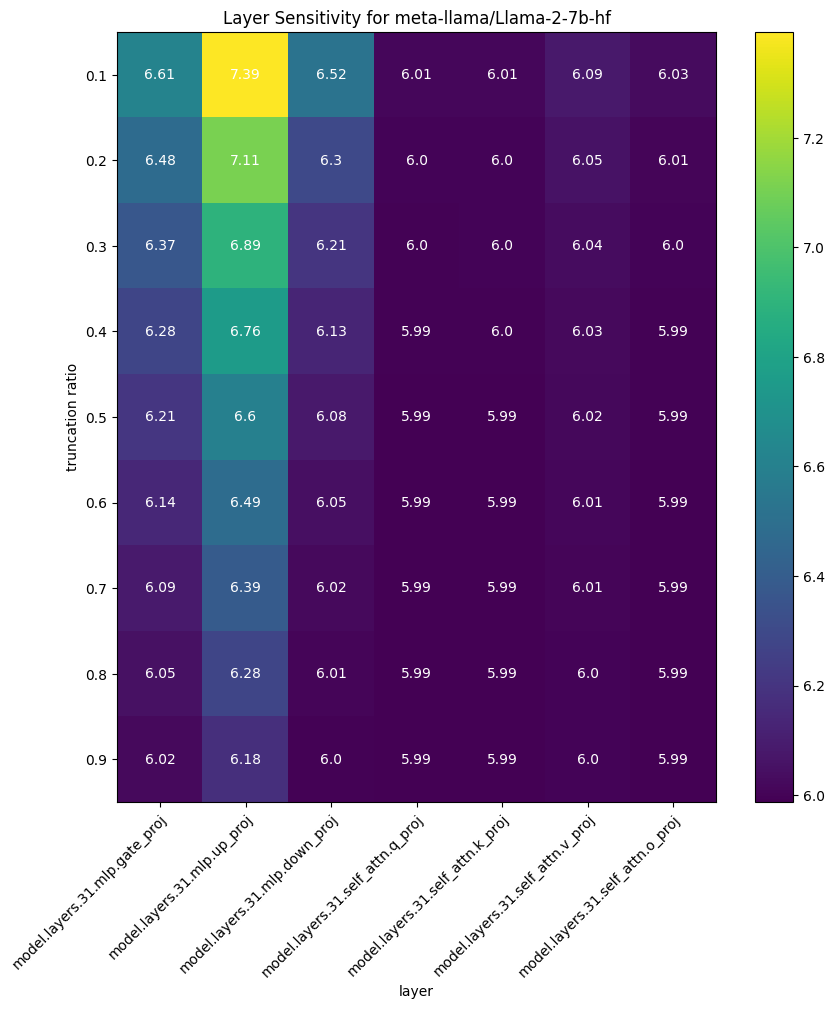 Layer Sensitivity for meta-llama/Llama-2-7b-hf
truncation ratio
0.1 6.61 7.39 6.52 6.01 6.01 6.09 6.03
0.2 6.48 7.11 6.3 6.0 6.0 6.05 6.01
0.3 6.37 6.89 6.21 6.0 6.0 6.04 6.0
0.4 6.28 6.76 6.13 5.99 6.0 6.03 5.99
0.5 6.21 6.6 6.08 5.99 5.99 6.02 5.99
0.6 6.14 6.49 6.05 5.99 5.99 6.01 5.99
0.7 6.09 6.39 6.02 5.99 5.99 6.01 5.99
0.8 6.05 6.28 6.01 5.99 5.99 6.0 5.99
0.9 6.02 6.18 6.0 5.99 5.99 6.0 5.99
model.layers.31.mlp.gate_proj
model.layers.31.mlp.up_proj
model.layers.31.mlp.down_proj
model.layers.31.self_attn.q_proj
model.layers.31.self_attn.k_proj
model.layers.31.self_attn.v_proj
model.layers.31.self_attn.o_proj
layer
7.2
7.0
6.8
6.6
6.4
6.2
6.0